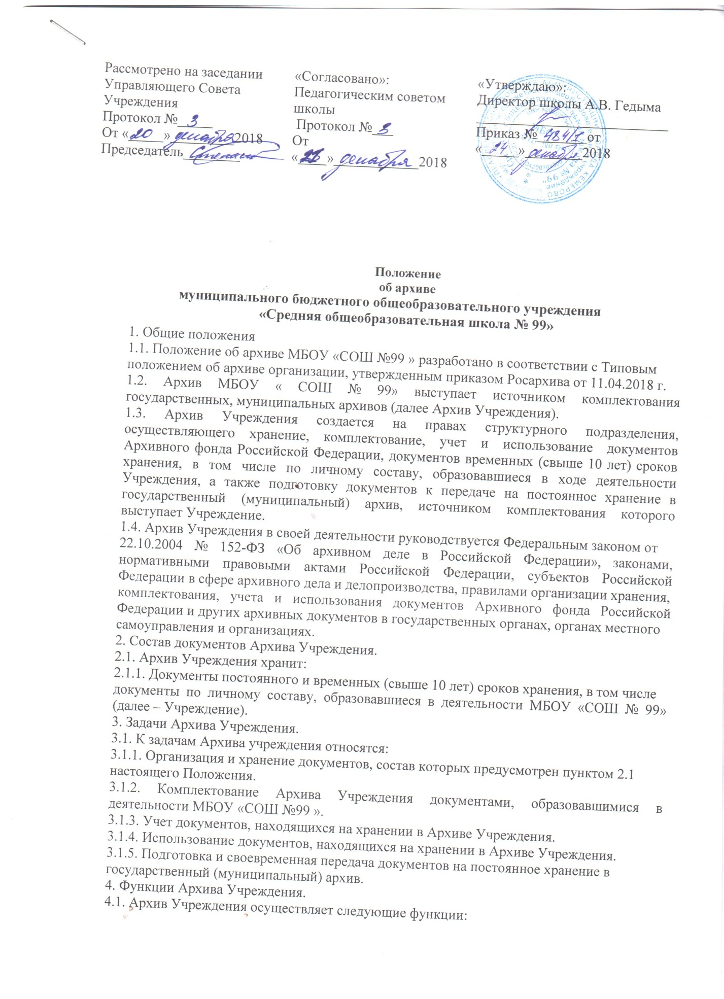 Рассмотрено на заседании
Управляющего Совета
Учреждения
Протокол № 3
От «20» декабря 2018
Председатель
«Согласовано»:
Педагогическим советом
школы
Протокол № 3
От
« » декабря 2018
«Утверждаю»:
Директор школы А.В. Гедыма
Приказ № 484/1 от
«24» декабря 2018
Положение
об архиве
муниципального бюджетного общеобразовательного учреждения
«Средняя общеобразовательная школа № 99»
1. Общие положения
1.1. Положение об архиве МБОУ «СОШ №99 » разработано в соответствии с Типовым
положением об архиве организации, утвержденным приказом Росархива от 11.04.2018 г.
1.2. Архив МБОУ « СОШ № 99» выступает источником комплектования
государственных, муниципальных архивов (далее Архив Учреждения).
1.3. Архив Учреждения создается на правах структурного подразделения,
осуществляющего хранение, комплектование, учет и использование документов
Архивного фонда Российской Федерации, документов временных (свыше 10 лет) сроков
хранения, в том числе по личному составу, образовавшиеся в ходе деятельности
Учреждения, а также подготовку документов к передаче на постоянное хранение в
государственный (муниципальный) архив, источником комплектования которого
выступает Учреждение.
1.4. Архив Учреждения в своей деятельности руководствуется Федеральным законом от
22.10.2004 № 152-ФЗ «Об архивном деле в Российской Федерации», законами,
нормативными правовыми актами Российской Федерации, субъектов Российской
Федерации в сфере архивного дела и делопроизводства, правилами организации хранения,
комплектования, учета и использования документов Архивного фонда Российской
Федерации и других архивных документов в государственных органах, органах местного
самоуправления и организациях.
2. Состав документов Архива Учреждения.
2.1. Архив Учреждения хранит:
2.1.1. Документы постоянного и временных (свыше 10 лет) сроков хранения, в том числе
документы по личному составу, образовавшиеся в деятельности МБОУ «СОШ № 99»
(далее – Учреждение).
3. Задачи Архива Учреждения.
3.1. К задачам Архива учреждения относятся:
3.1.1. Организация и хранение документов, состав которых предусмотрен пунктом 2.1
настоящего Положения.
3.1.2. Комплектование Архива Учреждения документами, образовавшимися в
деятельности МБОУ «СОШ №99 ».
3.1.3. Учет документов, находящихся на хранении в Архиве Учреждения.
3.1.4. Использование документов, находящихся на хранении в Архиве Учреждения.
3.1.5. Подготовка и своевременная передача документов на постоянное хранение в
государственный (муниципальный) архив.
4. Функции Архива Учреждения.
4.1. Архив Учреждения осуществляет следующие функции: